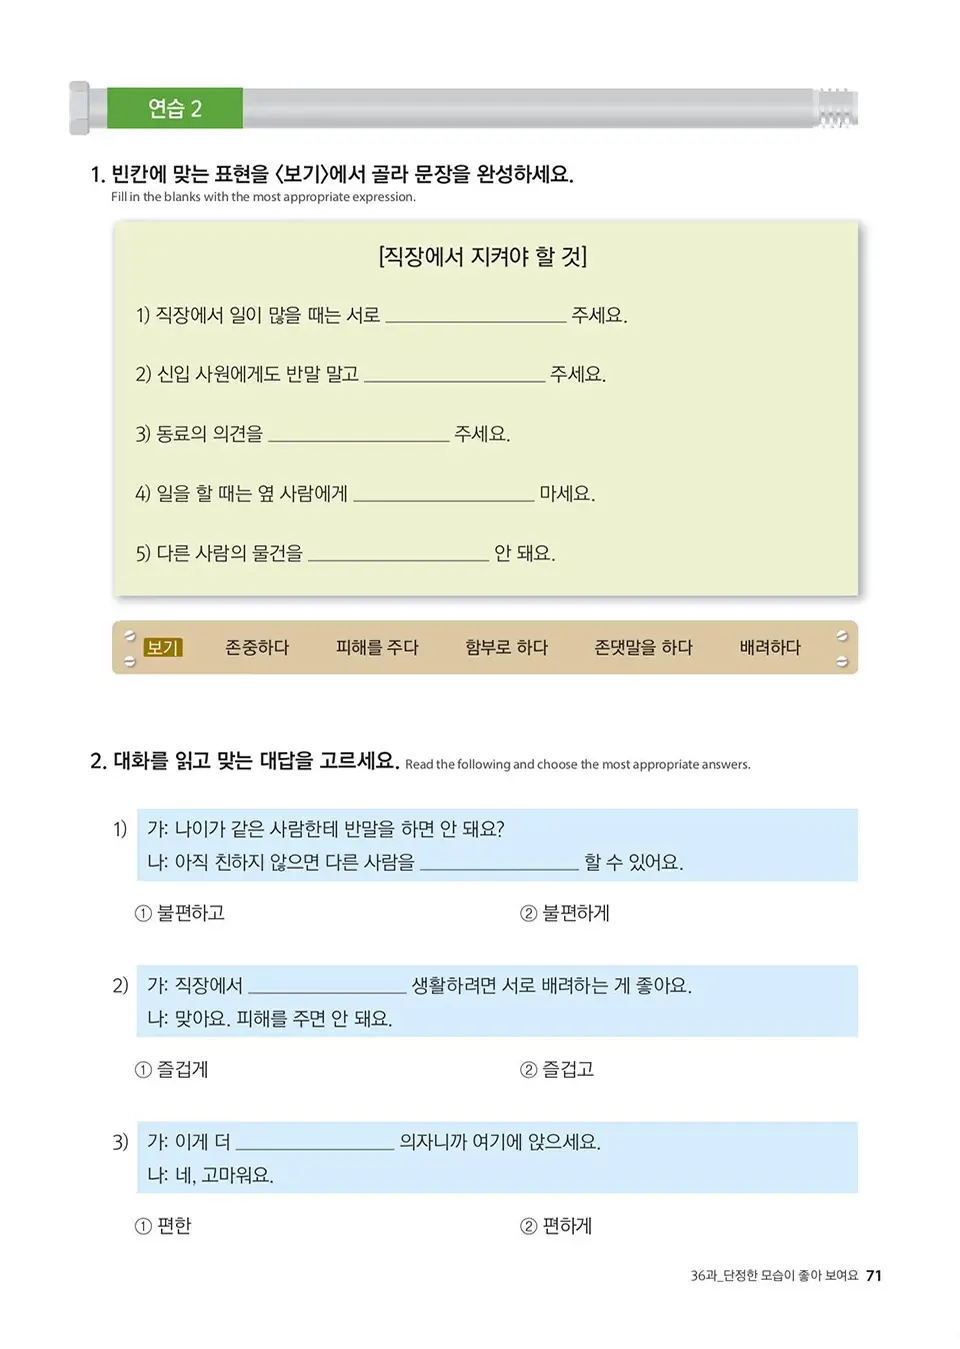 연습 2
1. 빈칸에 맞는 표현을 〈보기〉에서 골라 문장을 완성하세요.
Fill in the blanks with the most appropriate expression.
[직장에서 지켜야 할 것]
1) 직장에서 일이 많을 때는 서로 ____________________ 주세요.
2) 신입 사원에게도 반말 말고 ____________________ 주세요.
3) 동료의 의견을 ____________________ 주세요.
4) 일을 할 때는 옆 사람에게 ____________________ 마세요.
5) 다른 사람의 물건을 ____________________ 안 돼요.
보기 존중하다 피해를 주다 함부로 하다 존댓말을 하다 배려하다
2. 대화를 읽고 맞는 대답을 고르세요. Read the following and choose the most appropriate answers.
1) 가: 나이가 같은 사람한테 반말을 하면 안 돼요?
나: 아직 친하지 않으면 다른 사람을 __________________ 할 수 있어요.
① 불편하고 ② 불편하게
2) 가: 직장에서 __________________ 생활하려면 서로 배려하는 게 좋아요.
나: 맞아요. 피해를 주면 안 돼요.
① 즐겁게 ② 즐겁고
3) 가: 이게 더 __________________ 의자니까 여기에 앉으세요.
나: 네, 고마워요.
① 편한 ② 편하게
36과_단정한 모습이 좋아 보여요 71